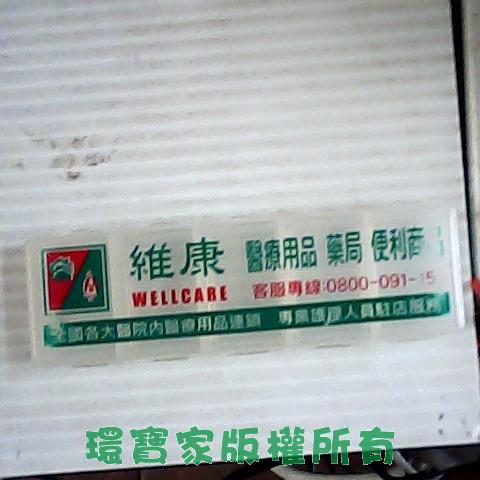 維康 醫療用品 藥局 便利商
WELLCARE 客服專線:0800-091-15
全國各大醫院內醫療用品連鎖 專業護理人員駐店服務
環寶家版權所有